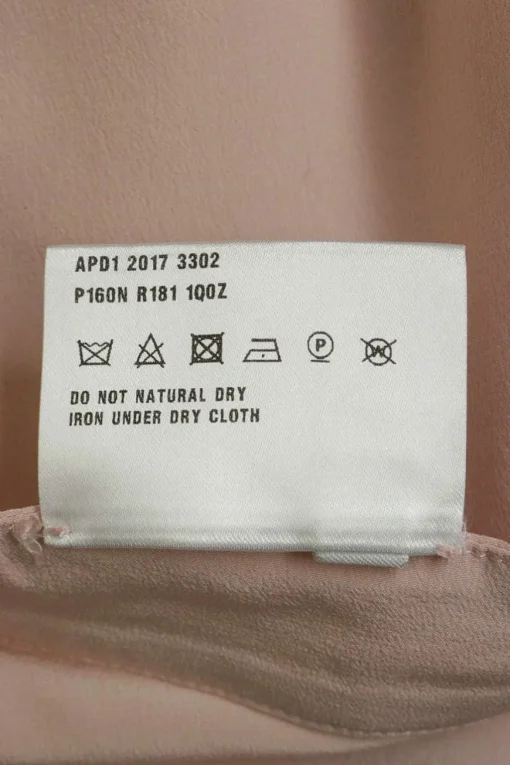 APD1 2017 3302
P160N R181 1Q0Z
P W
DO NOT NATURAL DRY
IRON UNDER DRY CLOTH